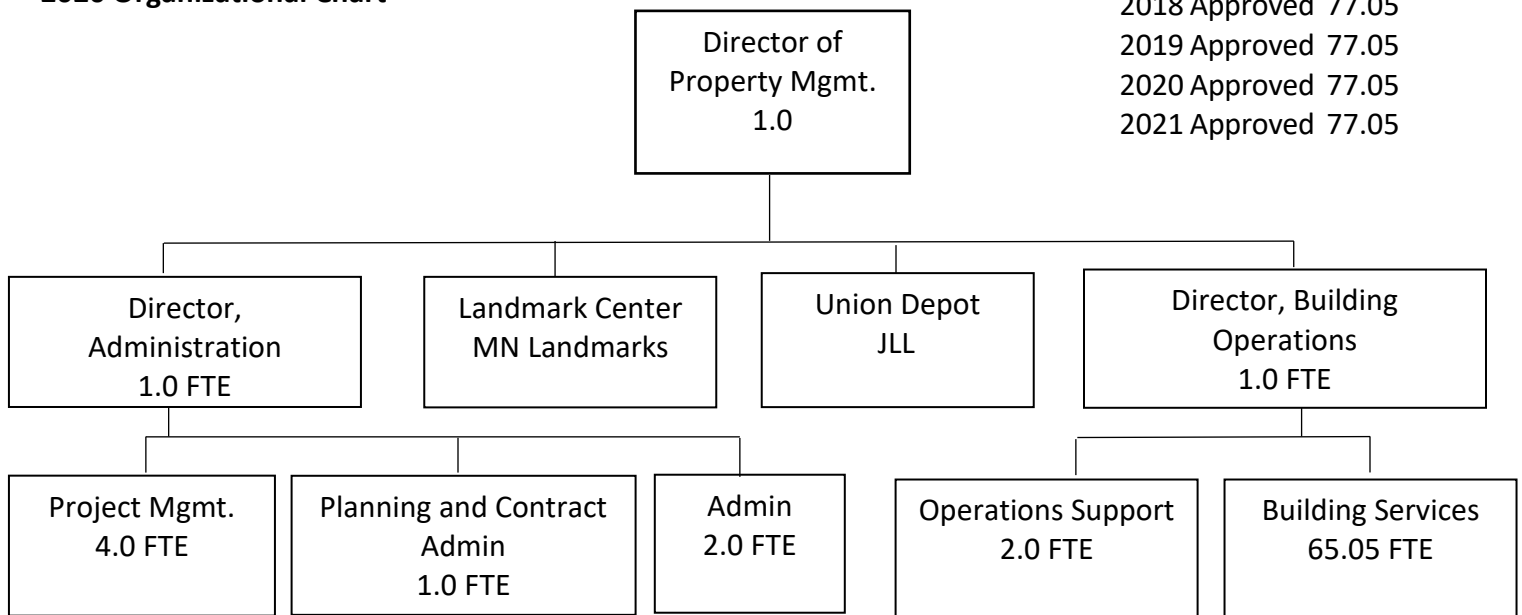 2020 Organizational Chart
2018 Approved 77.05
2019 Approved 77.05
2020 Approved 77.05
2021 Approved 77.05
Director of
Property Mgmt.
1.0
Director,
Administration
1.0 FTE
Landmark Center
MN Landmarks
Union Depot
JLL
Director, Building
Operations
1.0 FTE
Project Mgmt.
4.0 FTE
Planning and Contract
Admin
1.0 FTE
Admin
2.0 FTE
Operations Support
2.0 FTE
Building Services
65.05 FTE